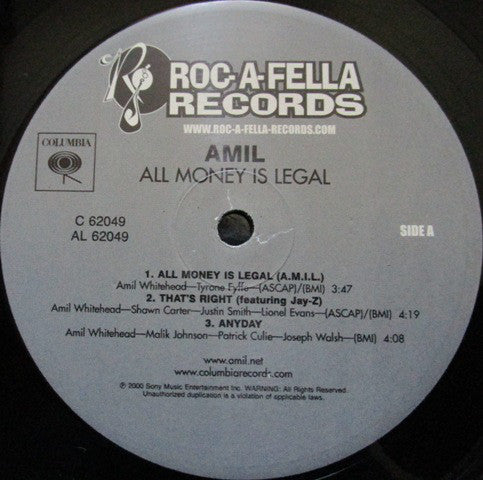 ROC-A-FELLA
RECORDS
WWW.ROC-A-FELLA-RECORDS.COM
COLUMBIA
AMIL
ALL MONEY IS LEGAL
C 62049
AL 62049
SIDE A
1. ALL MONEY IS LEGAL (A.M.I.L.)
Amil Whitehead—Tyrone Fyffe—(ASCAP)/(BMI) 3:47
2. THAT'S RIGHT (featuring Jay-Z)
Amil Whitehead—Shawn Carter—Justin Smith—Lionel Evans—(ASCAP)/(BMI) 4:19
3. ANYDAY
Amil Whitehead—Malik Johnson—Patrick Culie—Joseph Walsh—(BMI) 4:08
www.amil.net
www.columbiarecords.com
℗ 2000 Sony Music Entertainment Inc. WARNING: All Rights Reserved.
Unauthorized duplication is a violation of applicable laws.